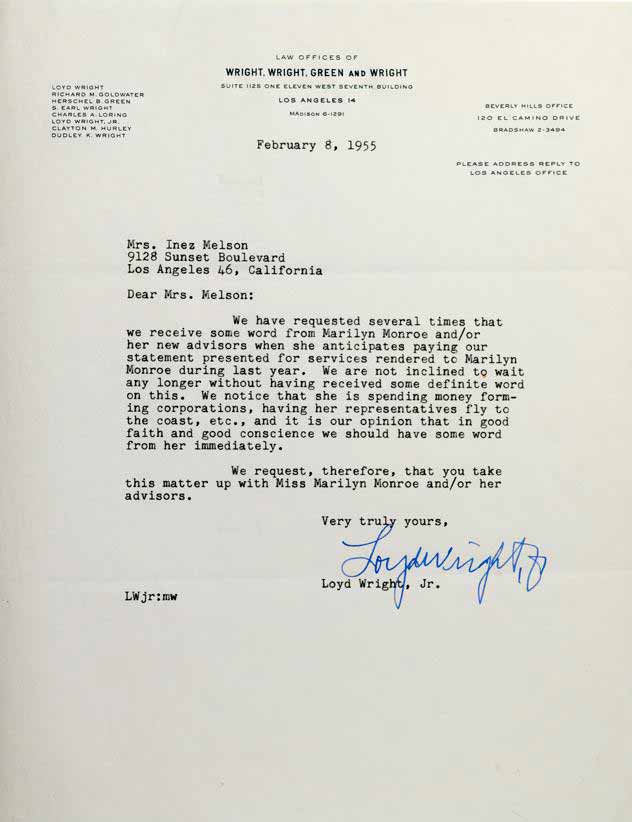 LAW OFFICES OF
WRIGHT, WRIGHT, GREEN AND WRIGHT
SUITE 1125 ONE ELEVEN WEST SEVENTH BUILDING
LOS ANGELES 14
MADISON 6-1291
LOYD WRIGHT
RICHARD M. GOLDWATER
HERSCHEL B. GREEN
S. EARL WRIGHT
CHARLES A. LORING
LOYD WRIGHT, JR.
CLAYTON M. HURLEY
DUDLEY K. WRIGHT
BEVERLY HILLS OFFICE
120 EL CAMINO DRIVE
BRADSHAW 2-3494
PLEASE ADDRESS REPLY TO
LOS ANGELES OFFICE
February 8, 1955
Mrs. Inez Melson
9128 Sunset Boulevard
Los Angeles 46, California
Dear Mrs. Melson:
We have requested several times that
we receive some word from Marilyn Monroe and/or
her new advisors when she anticipates paying our
statement presented for services rendered to Marilyn
Monroe during last year. We are not inclined to wait
any longer without having received some definite word
on this. We notice that she is spending money form-
ing corporations, having her representatives fly to
the coast, etc., and it is our opinion that in good
faith and good conscience we should have some word
from her immediately.
We request, therefore, that you take
this matter up with Miss Marilyn Monroe and/or her
advisors.
Very truly yours,
Loyd Wright, Jr
Loyd Wright, Jr.
LWjr:mw